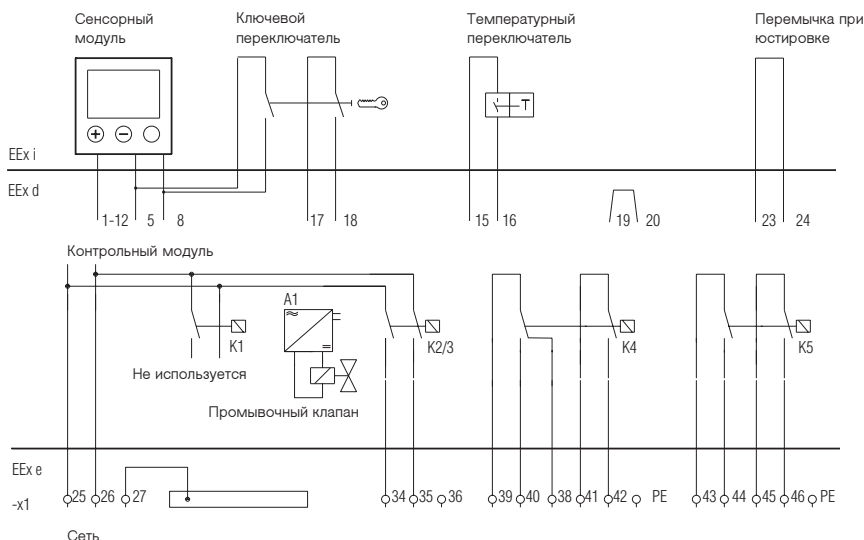 Сенсорный модуль
Ключевой переключатель
Температурный переключатель
Перемычка при юстировке
EEx i
EEx d
1-12 5 8 17 18 15 16 19 20 23 24
Контрольный модуль
A1
K1 K2/3 K4 K5
Не используется
Промывочный клапан
EEx e
-x1 25 26 27 34 35 36 39 40 38 41 42 PE 43 44 45 46 PE
Сеть